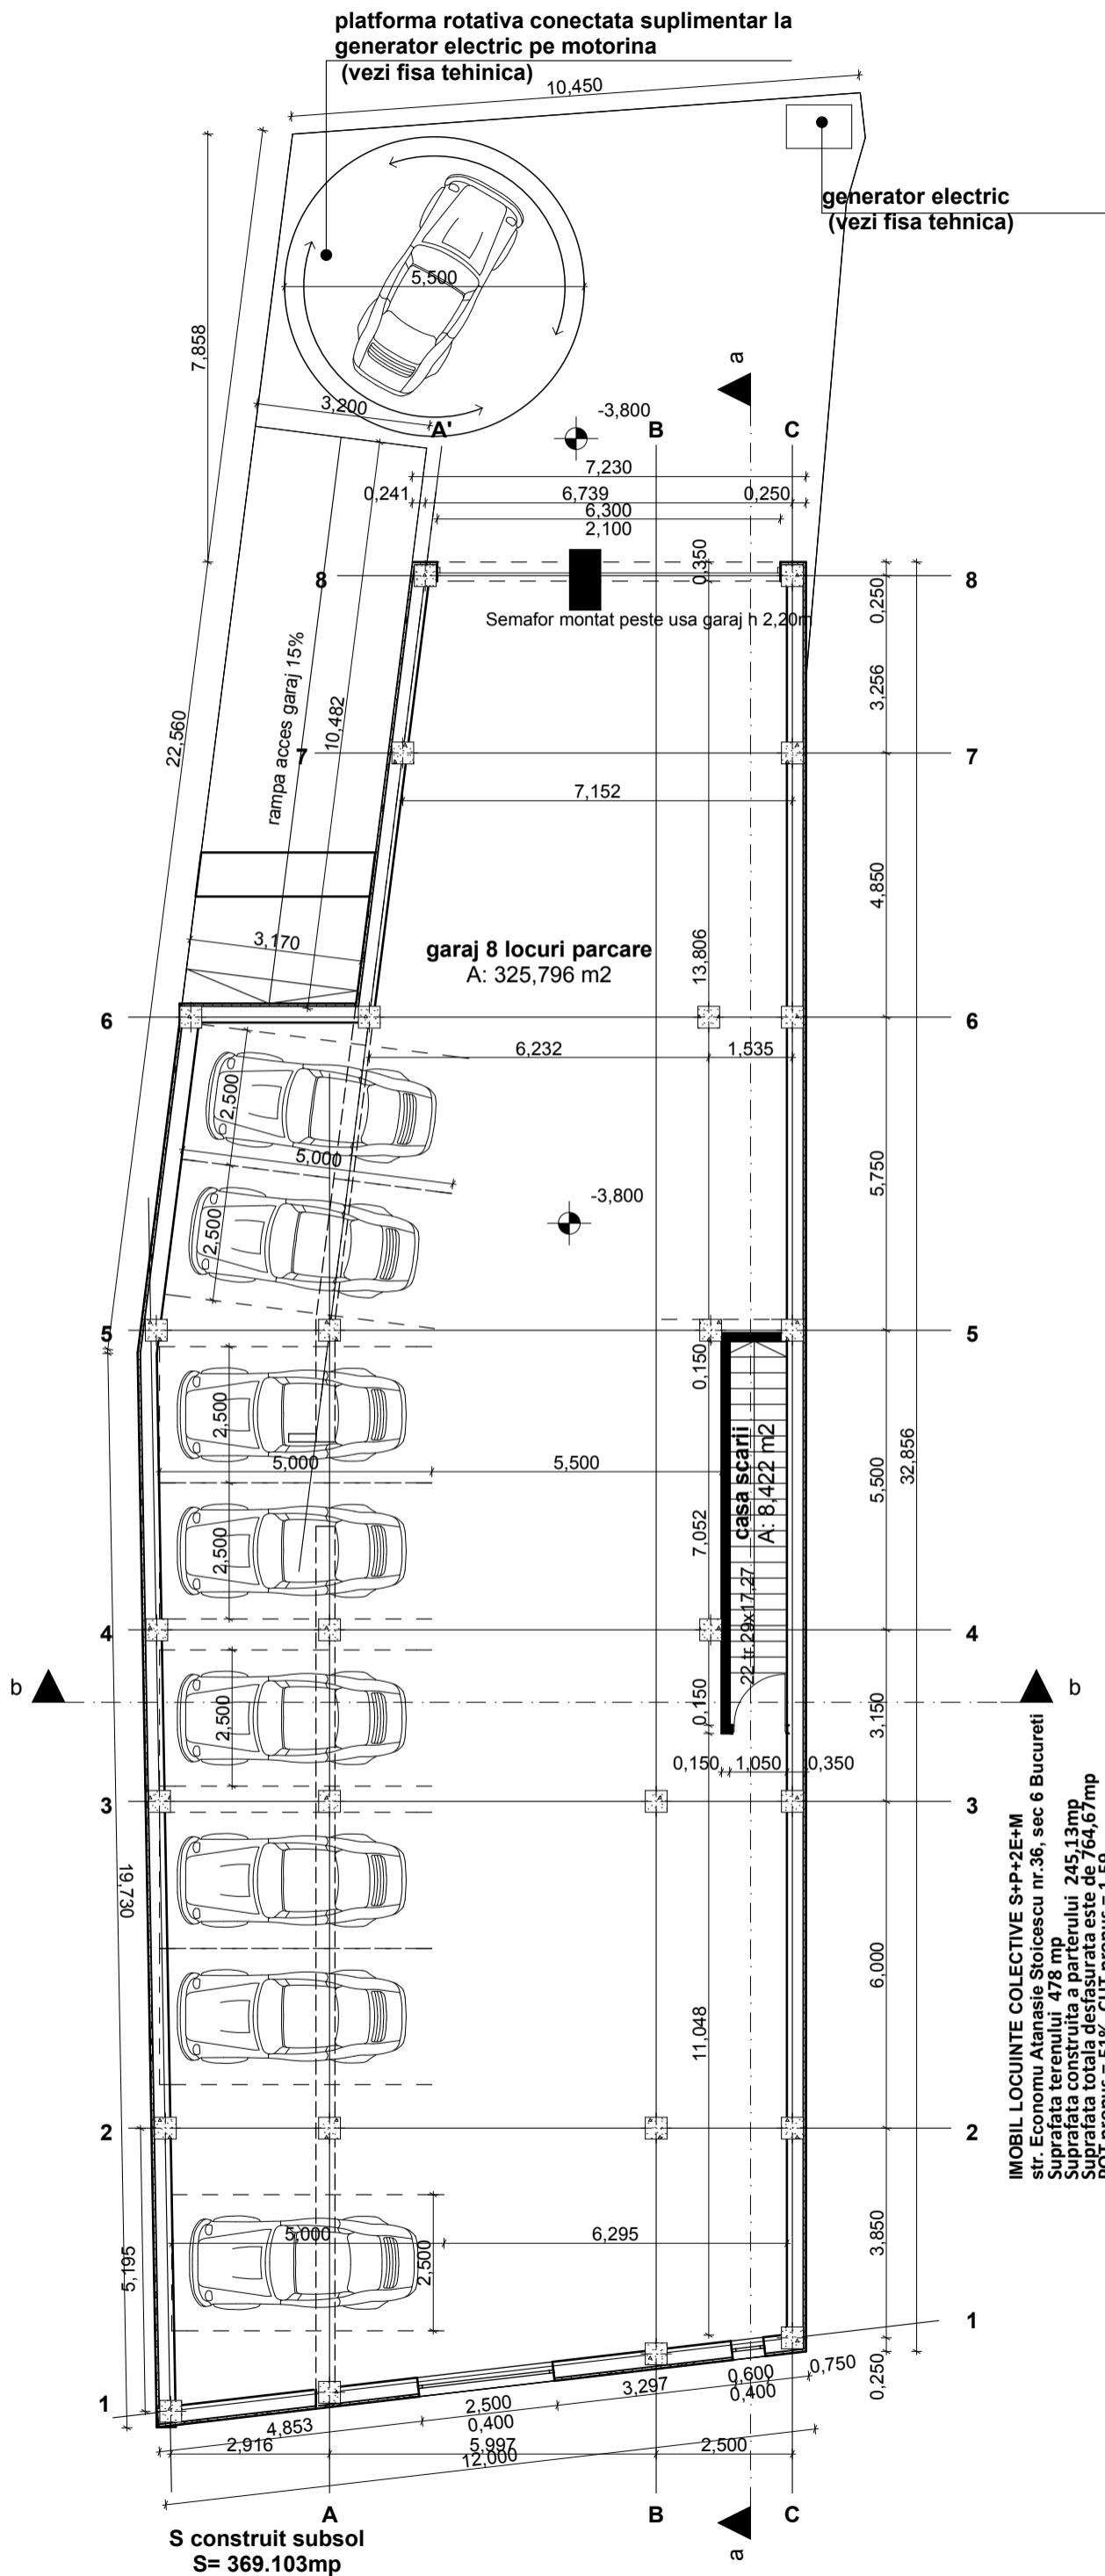 platforma rotativa conectata suplimentar la
generator electric pe motorina
(vezi fisa tehinica)
10,450
generator electric
(vezi fisa tehnica)
5,500
7,858
a
3,200
-3,800
A'
B
C
7,230
0,241
6,739
0,250
6,300
2,100
0,350
8
8
0,250
Semafor montat peste usa garaj h 2,20m
3,256
rampa acces garaj 15%
10,482
22,560
7
7
7,152
4,850
3,170
garaj 8 locuri parcare
A: 325,796 m2
13,806
6
6
6,232
1,535
2,500
5,000
5,750
-3,800
2,500
5
5
0,150
2,500
5,000
5,500
casa scarii
A: 8,422 m2
32,856
5,500
2,500
7,052
22 tr 29x17,27
4
4
b
b
2,500
0,150
3,150
0,150
1,050
0,350
3
3
19,730
6,000
11,048
IMOBIL LOCUINTE COLECTIVE S+P+2E+M
str. Economu Atanasie Stoicescu nr.36, sec 6 Bucureti
Suprafata terenului 478 mp
Suprafata construita a parterului 245,13mp
Suprafata totala desfasurata este de 764,67mp
POT propus = 51% CUT propus = 1,59
2
2
5,195
5,000
6,295
2,500
3,850
1
1
0,250
0,750
0,600
0,400
3,297
2,500
0,400
4,853
2,916
5,997
2,500
12,000
A
B
C
a
S construit subsol
S= 369.103mp